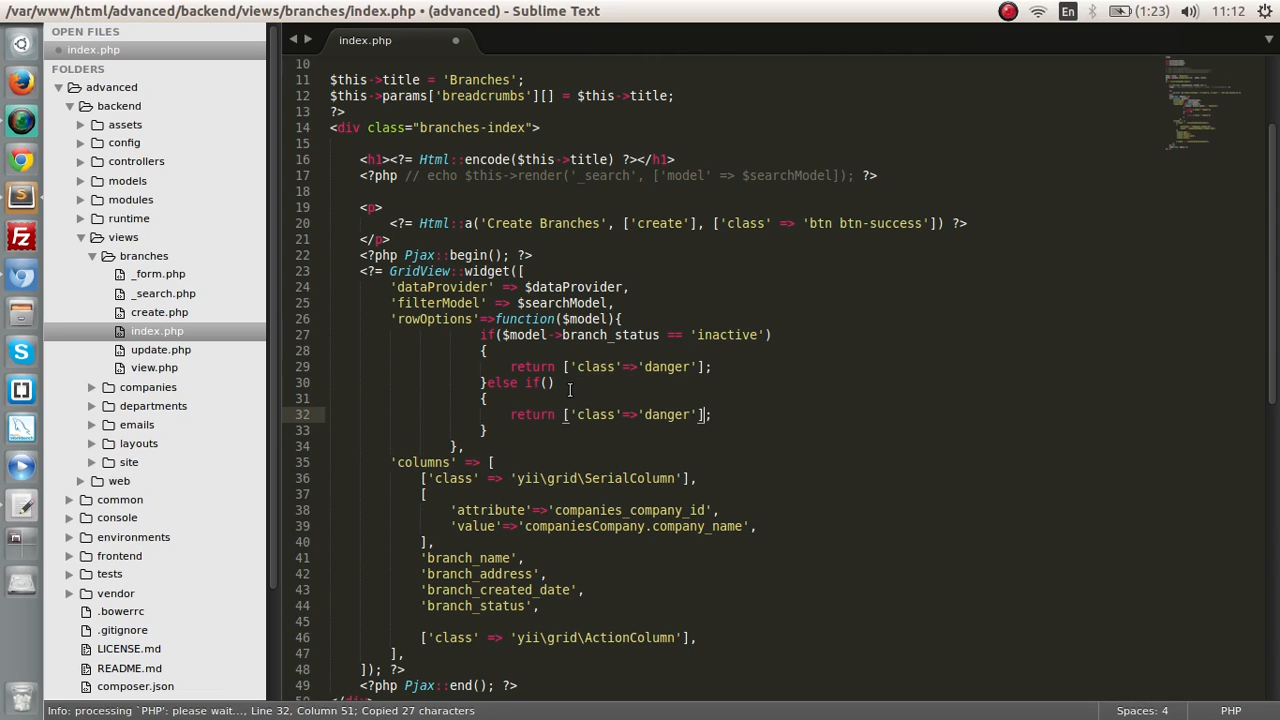 /var/www/html/advanced/backend/views/branches/index.php • (advanced) - Sublime Text
En
(1:23)
11:12
OPEN FILES
index.php
FOLDERS
advanced
backend
assets
config
controllers
models
modules
runtime
views
branches
_form.php
_search.php
create.php
index.php
update.php
view.php
companies
departments
emails
layouts
site
web
common
console
environments
frontend
tests
vendor
.bowerrc
.gitignore
LICENSE.md
README.md
composer.json
index.php
10
11 $this->title = 'Branches';
12 $this->params['breadcrumbs'][] = $this->title;
13 ?>
14 <div class="branches-index">
15
16 <h1><?= Html::encode($this->title) ?></h1>
17 <?php // echo $this->render('_search', ['model' => $searchModel]); ?>
18
19 <p>
20 <?= Html::a('Create Branches', ['create'], ['class' => 'btn btn-success']) ?>
21 </p>
22 <?php Pjax::begin(); ?>
23 <?= GridView::widget([
24 'dataProvider' => $dataProvider,
25 'filterModel' => $searchModel,
26 'rowOptions'=>function($model){
27 if($model->branch_status == 'inactive')
28 {
29 return ['class'=>'danger'];
30 }else if()
31 {
32 return ['class'=>'danger'];
33 }
34 },
35 'columns' => [
36 ['class' => 'yii\grid\SerialColumn'],
37 [
38 'attribute'=>'companies_company_id',
39 'value'=>'companiesCompany.company_name',
40 ],
41 'branch_name',
42 'branch_address',
43 'branch_created_date',
44 'branch_status',
45
46 ['class' => 'yii\grid\ActionColumn'],
47 ],
48 ]); ?>
49 <?php Pjax::end(); ?>
50 </div>
Info: processing `PHP': please wait..., Line 32, Column 51; Copied 27 characters
Spaces: 4
PHP